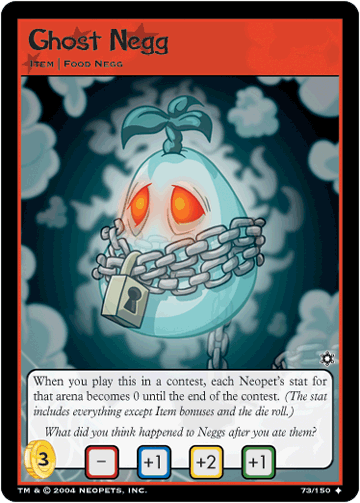 Ghost Negg
Item | Food Negg
When you play this in a contest, each Neopet's stat for
that arena becomes 0 until the end of the contest. (The stat
includes everything except Item bonuses and the die roll.)
What did you think happened to Neggs after you ate them?
3
– +1 +2 +1
TM & © 2004 NEOPETS, INC. 73/150 ♦